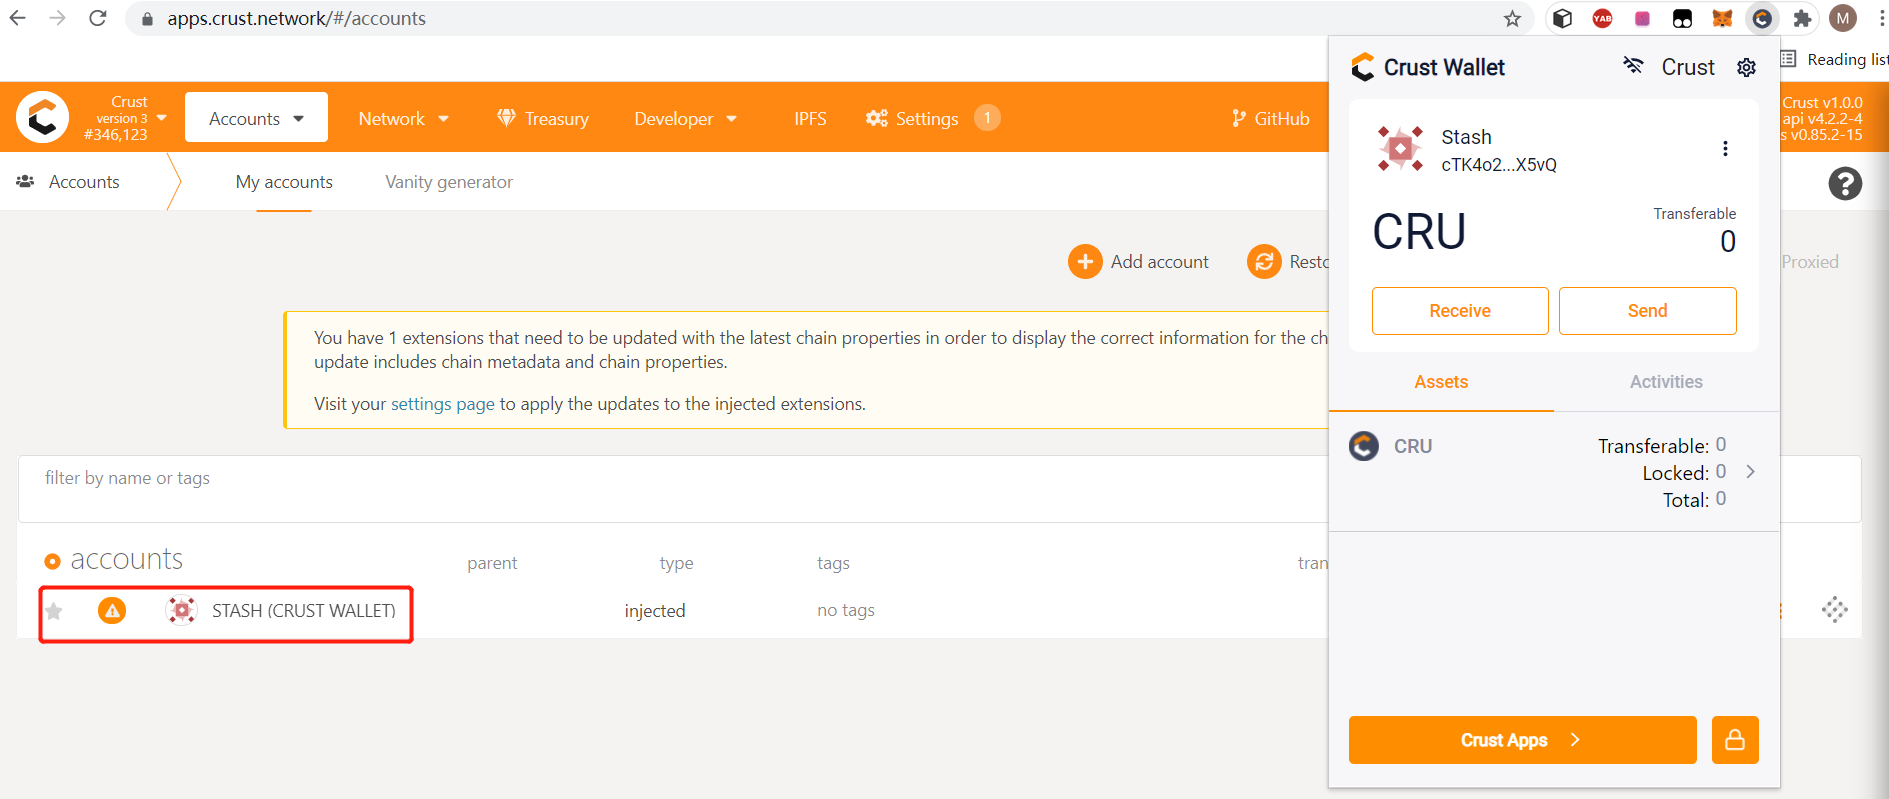 apps.crust.network/#/accounts
YAB
M
Reading list
Crust
version 3
#346,123
Accounts
Network
Treasury
Developer
IPFS
Settings
1
GitHub
Crust v1.0.0
api v4.2.2-4
s v0.85.2-15
Accounts
My accounts
Vanity generator
?
Add account
Resto
Proxied
You have 1 extensions that need to be updated with the latest chain properties in order to display the correct information for the ch
update includes chain metadata and chain properties.
Visit your settings page to apply the updates to the injected extensions.
filter by name or tags
accounts
parent
type
tags
tran
STASH (CRUST WALLET)
injected
no tags
Crust Wallet
Crust
Stash
cTK4o2...X5vQ
CRU
Transferable
0
Receive
Send
Assets
Activities
CRU
Transferable: 0
Locked: 0
Total: 0
Crust Apps